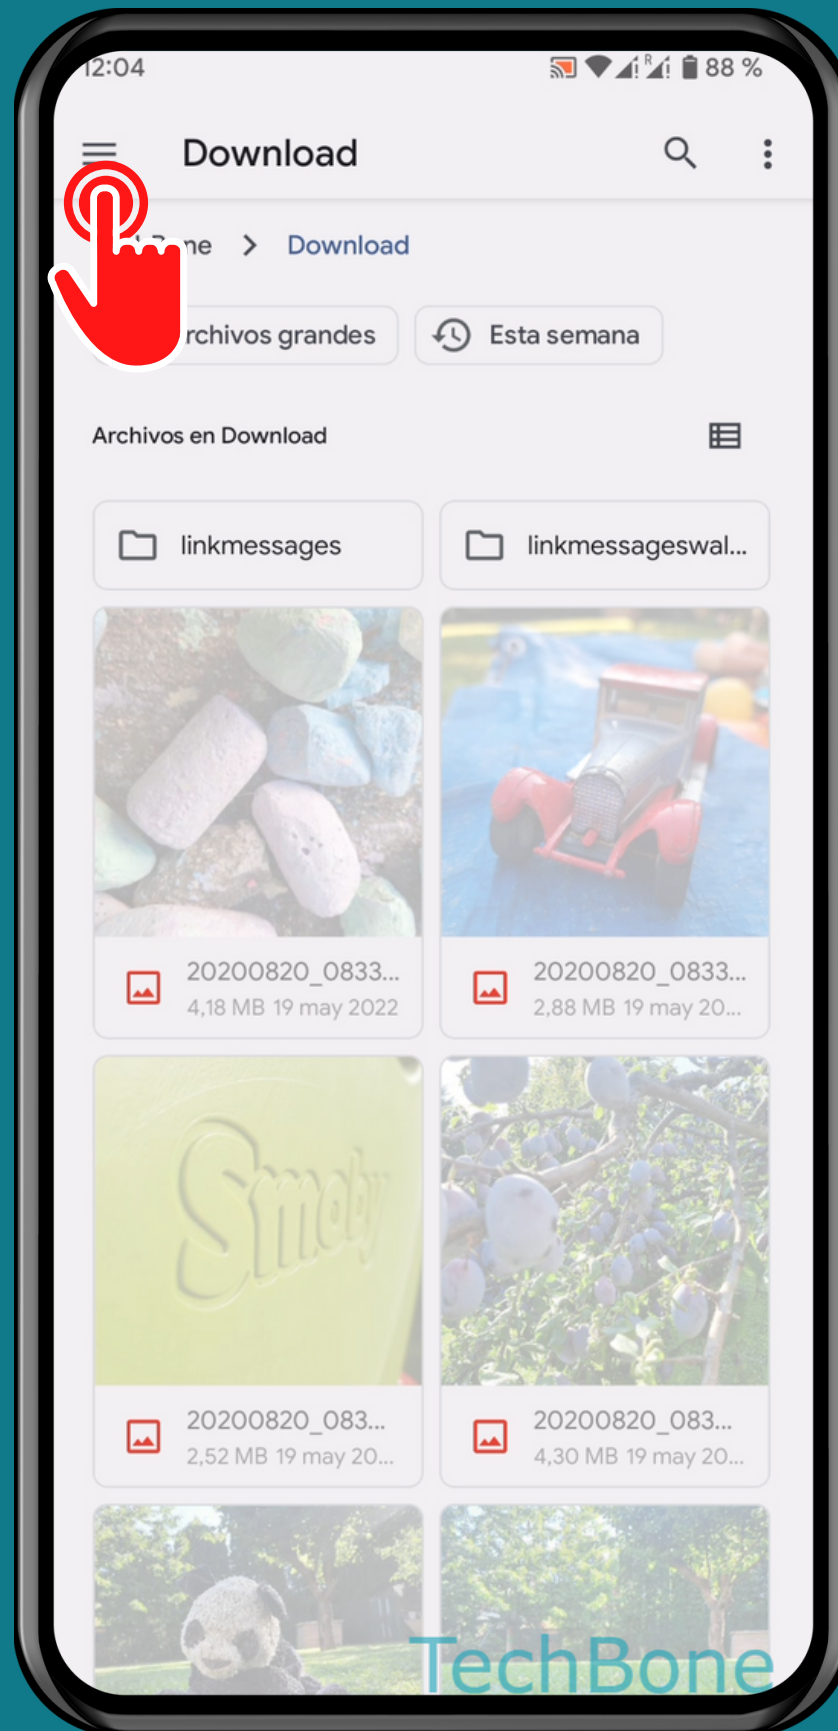 12:04 R 88 %
Download
Download
Archivos grandes Esta semana
Archivos en Download
linkmessages linkmessageswal...
20200820_0833... 20200820_0833...
4,18 MB 19 may 2022 2,88 MB 19 may 20...
Smoby
20200820_083... 20200820_083...
2,52 MB 19 may 20... 4,30 MB 19 may 20...
TechBone